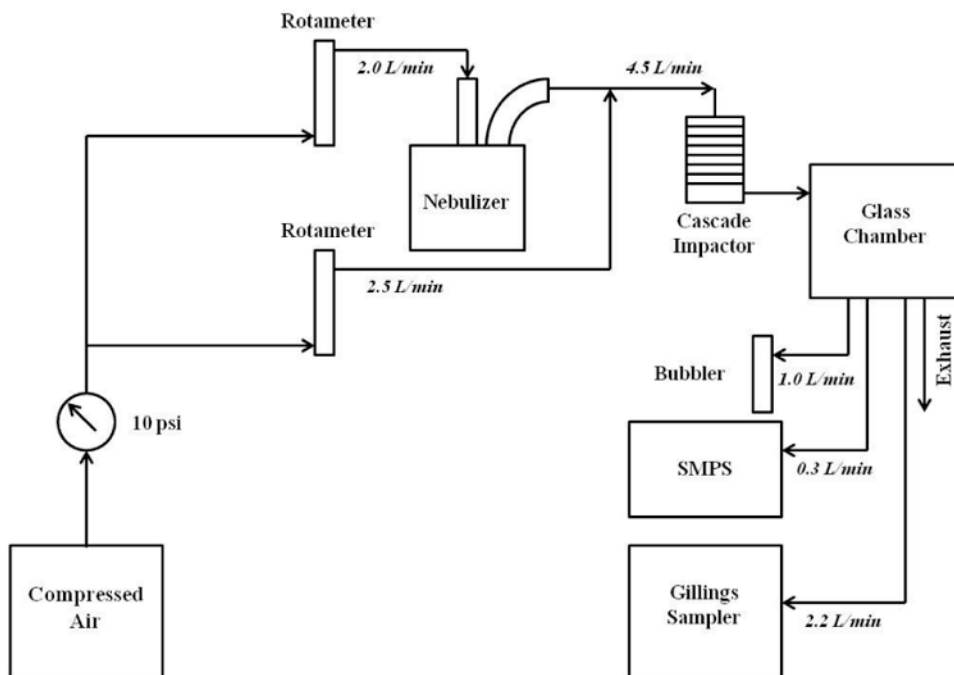 Rotameter
2.0 L/min
4.5 L/min
Nebulizer
Cascade
Impactor
Glass
Chamber
Rotameter
2.5 L/min
Exhaust
Bubbler
1.0 L/min
10 psi
SMPS
0.3 L/min
Compressed
Air
Gillings
Sampler
2.2 L/min